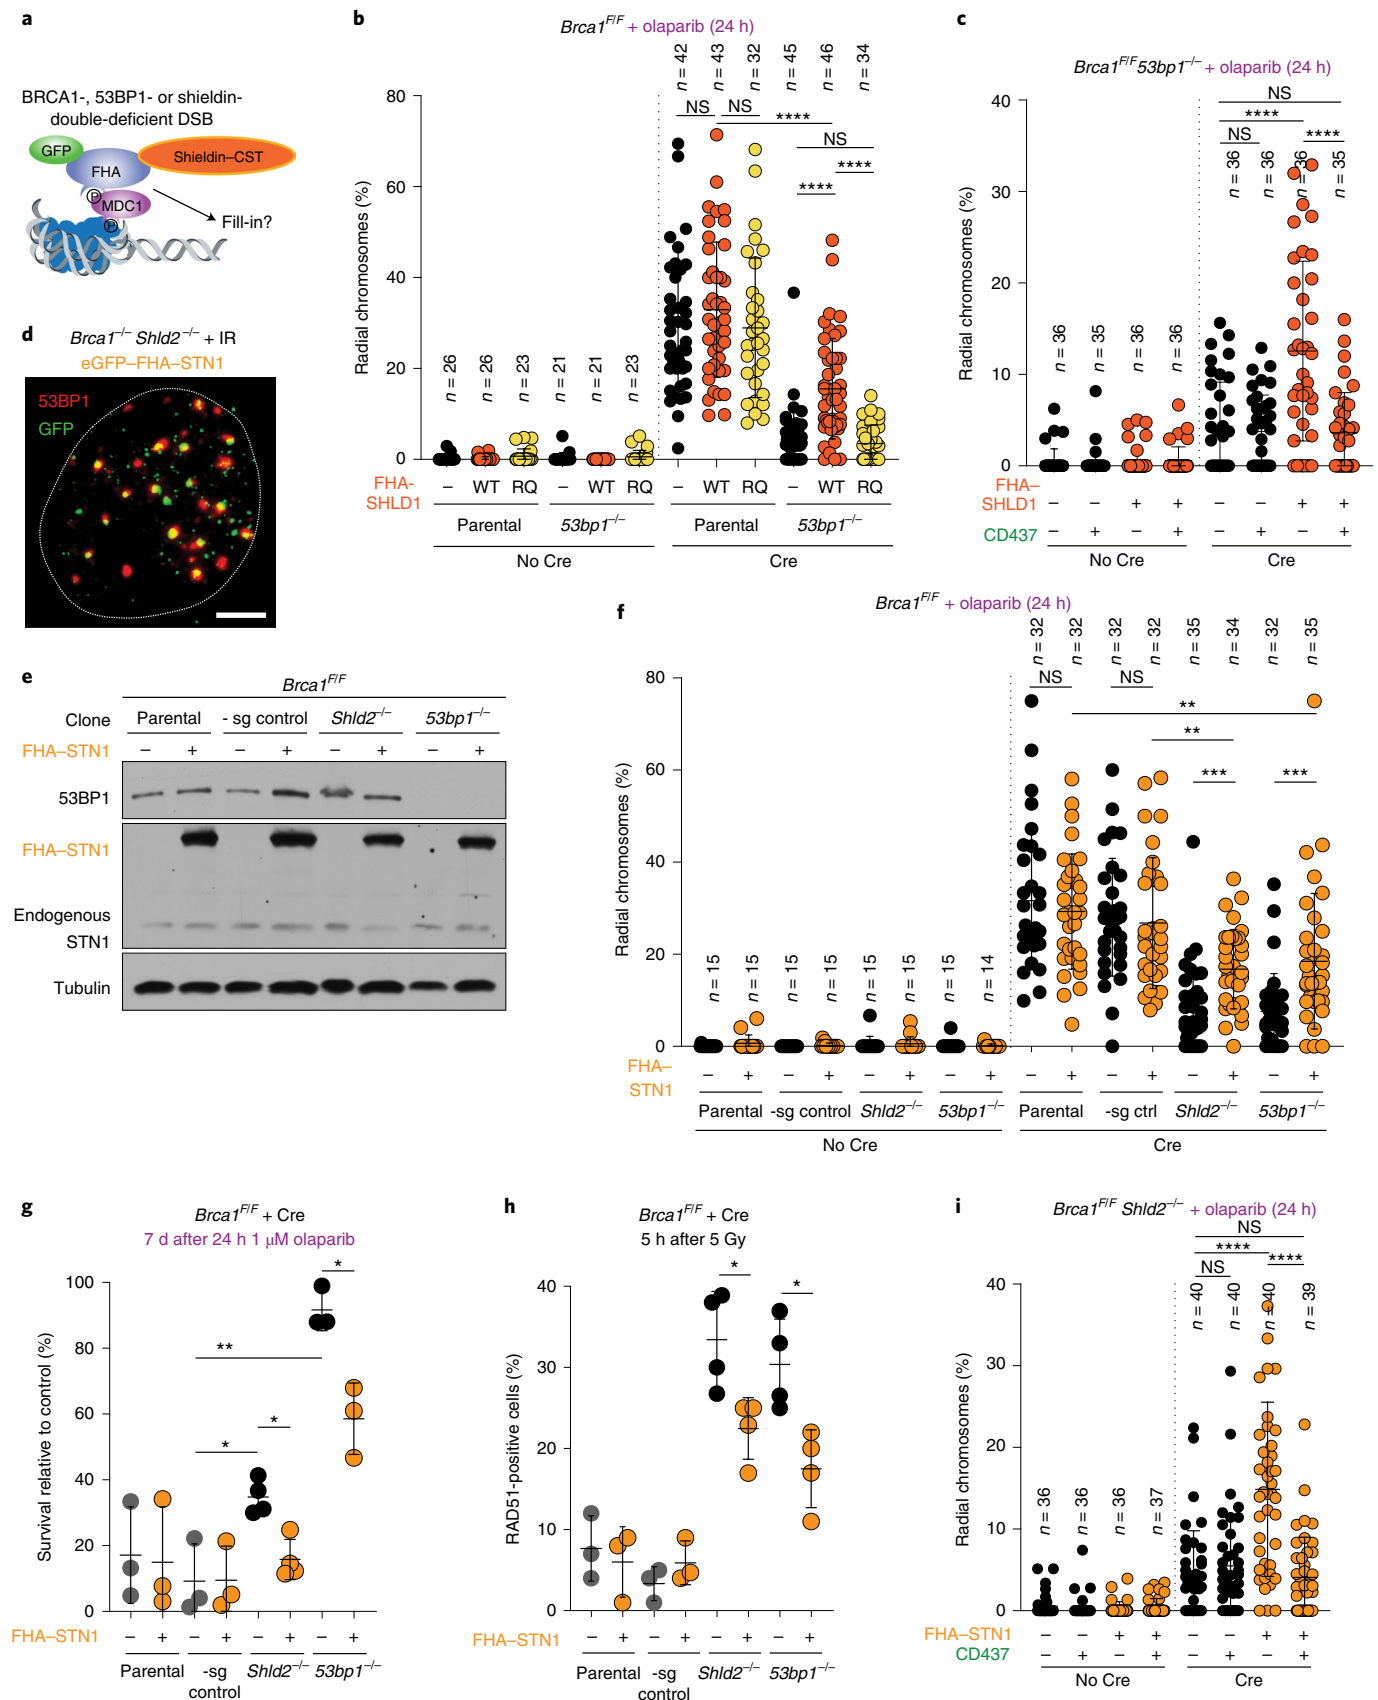 a
BRCA1-, 53BP1- or shieldin-
double-deficient DSB
GFP
FHA
Shieldin–CST
P
MDC1
P
Fill-in?
b
Brca1F/F + olaparib (24 h)
n = 42
n = 43
n = 32
n = 45
n = 46
n = 34
NS
NS
****
NS
****
****
Radial chromosomes (%)
80
60
40
20
0
n = 26
n = 26
n = 23
n = 21
n = 21
n = 23
FHA-
SHLD1
– WT RQ – WT RQ – WT RQ – WT RQ
Parental 53bp1–/– Parental 53bp1–/–
No Cre Cre
c
Brca1F/F53bp1–/– + olaparib (24 h)
NS
****
NS
****
n = 36
n = 36
n = 36
n = 35
Radial chromosomes (%)
40
30
20
10
0
n = 36
n = 35
n = 36
n = 36
FHA-
SHLD1
– – + + – – + +
CD437
– + – + – + – +
No Cre Cre
d
Brca1–/– Shld2–/– + IR
eGFP–FHA–STN1
53BP1
GFP
e
Brca1F/F
Clone
Parental - sg control Shld2–/– 53bp1–/–
FHA–STN1 – + – + – + – +
53BP1
FHA–STN1
Endogenous
STN1
Tubulin
f
Brca1F/F + olaparib (24 h)
n = 32
n = 32
n = 32
n = 32
n = 35
n = 34
n = 32
n = 35
NS
NS
**
**
***
***
Radial chromosomes (%)
80
60
40
20
0
n = 15
n = 15
n = 15
n = 15
n = 15
n = 15
n = 15
n = 14
FHA–
STN1
– + – + – + – + – + – + – + – +
Parental -sg control Shld2–/– 53bp1–/– Parental -sg ctrl Shld2–/– 53bp1–/–
No Cre Cre
g
Brca1F/F + Cre
7 d after 24 h 1 μM olaparib
Survival relative to control (%)
100
80
60
40
20
0
*
**
*
*
FHA–STN1 – + – + – + – +
Parental -sg control Shld2–/– 53bp1–/–
h
Brca1F/F + Cre
5 h after 5 Gy
RAD51-positive cells (%)
40
30
20
10
0
*
*
FHA–STN1 – + – + – + – +
Parental -sg control Shld2–/– 53bp1–/–
i
Brca1F/F Shld2–/– + olaparib (24 h)
NS
****
NS
****
n = 40
n = 40
n = 40
n = 39
Radial chromosomes (%)
40
30
20
10
0
n = 36
n = 36
n = 36
n = 37
FHA–STN1 – – + + – – + +
CD437 – + – + – + – +
No Cre Cre